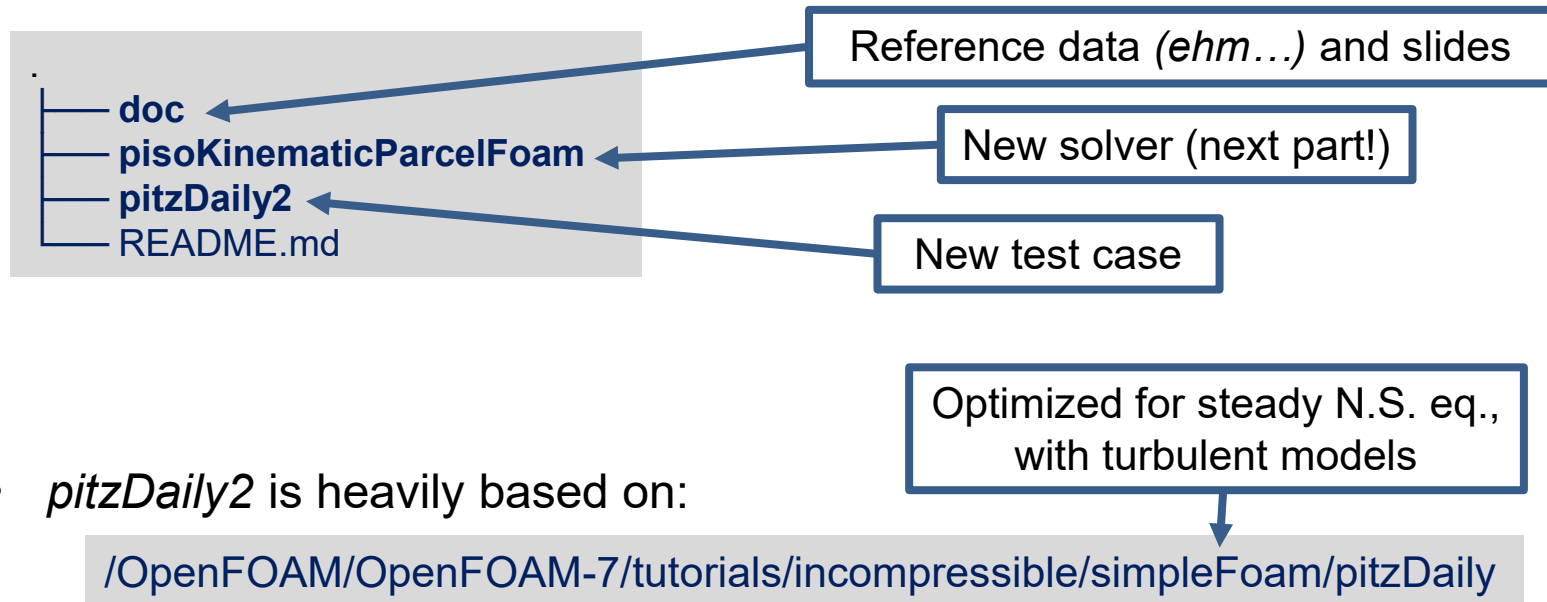 Reference data (ehm…) and slides
.
├── doc
├── pisoKinematicParcelFoam
├── pitzDaily2
└── README.md
New solver (next part!)
New test case
Optimized for steady N.S. eq.,
with turbulent models
• pitzDaily2 is heavily based on:
/OpenFOAM/OpenFOAM-7/tutorials/incompressible/simpleFoam/pitzDaily